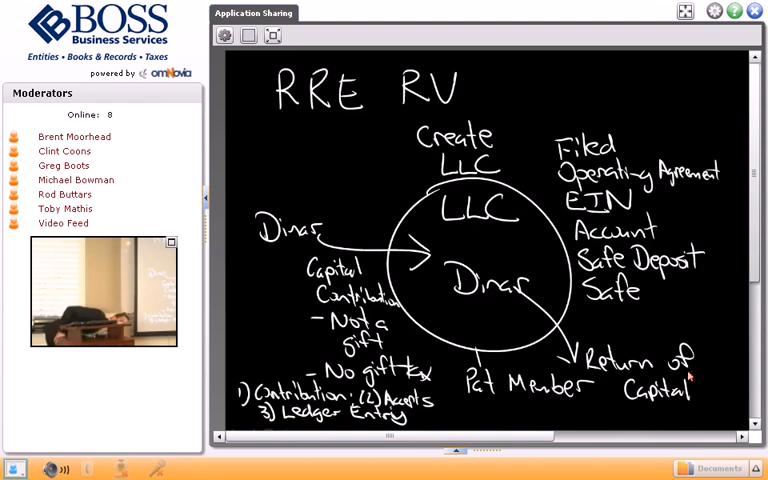 BOSS
Business Services
Entities • Books & Records • Taxes
powered by omNovia
Moderators
Online: 8
Brent Moorhead
Clint Coons
Greg Boots
Michael Bowman
Rod Buttars
Toby Mathis
Video Feed
Application Sharing
RRE RV
Create
LLC
LLC
Dinar
Dinar
Capital
Contribution
- Not a
gift
- No gift tax
1) Contribution: (2) Accepts
3) Ledger Entry
Pat Member
Filed
Operating Agreement
EIN
Account
Safe Deposit
Safe
Return of
Capital
Documents